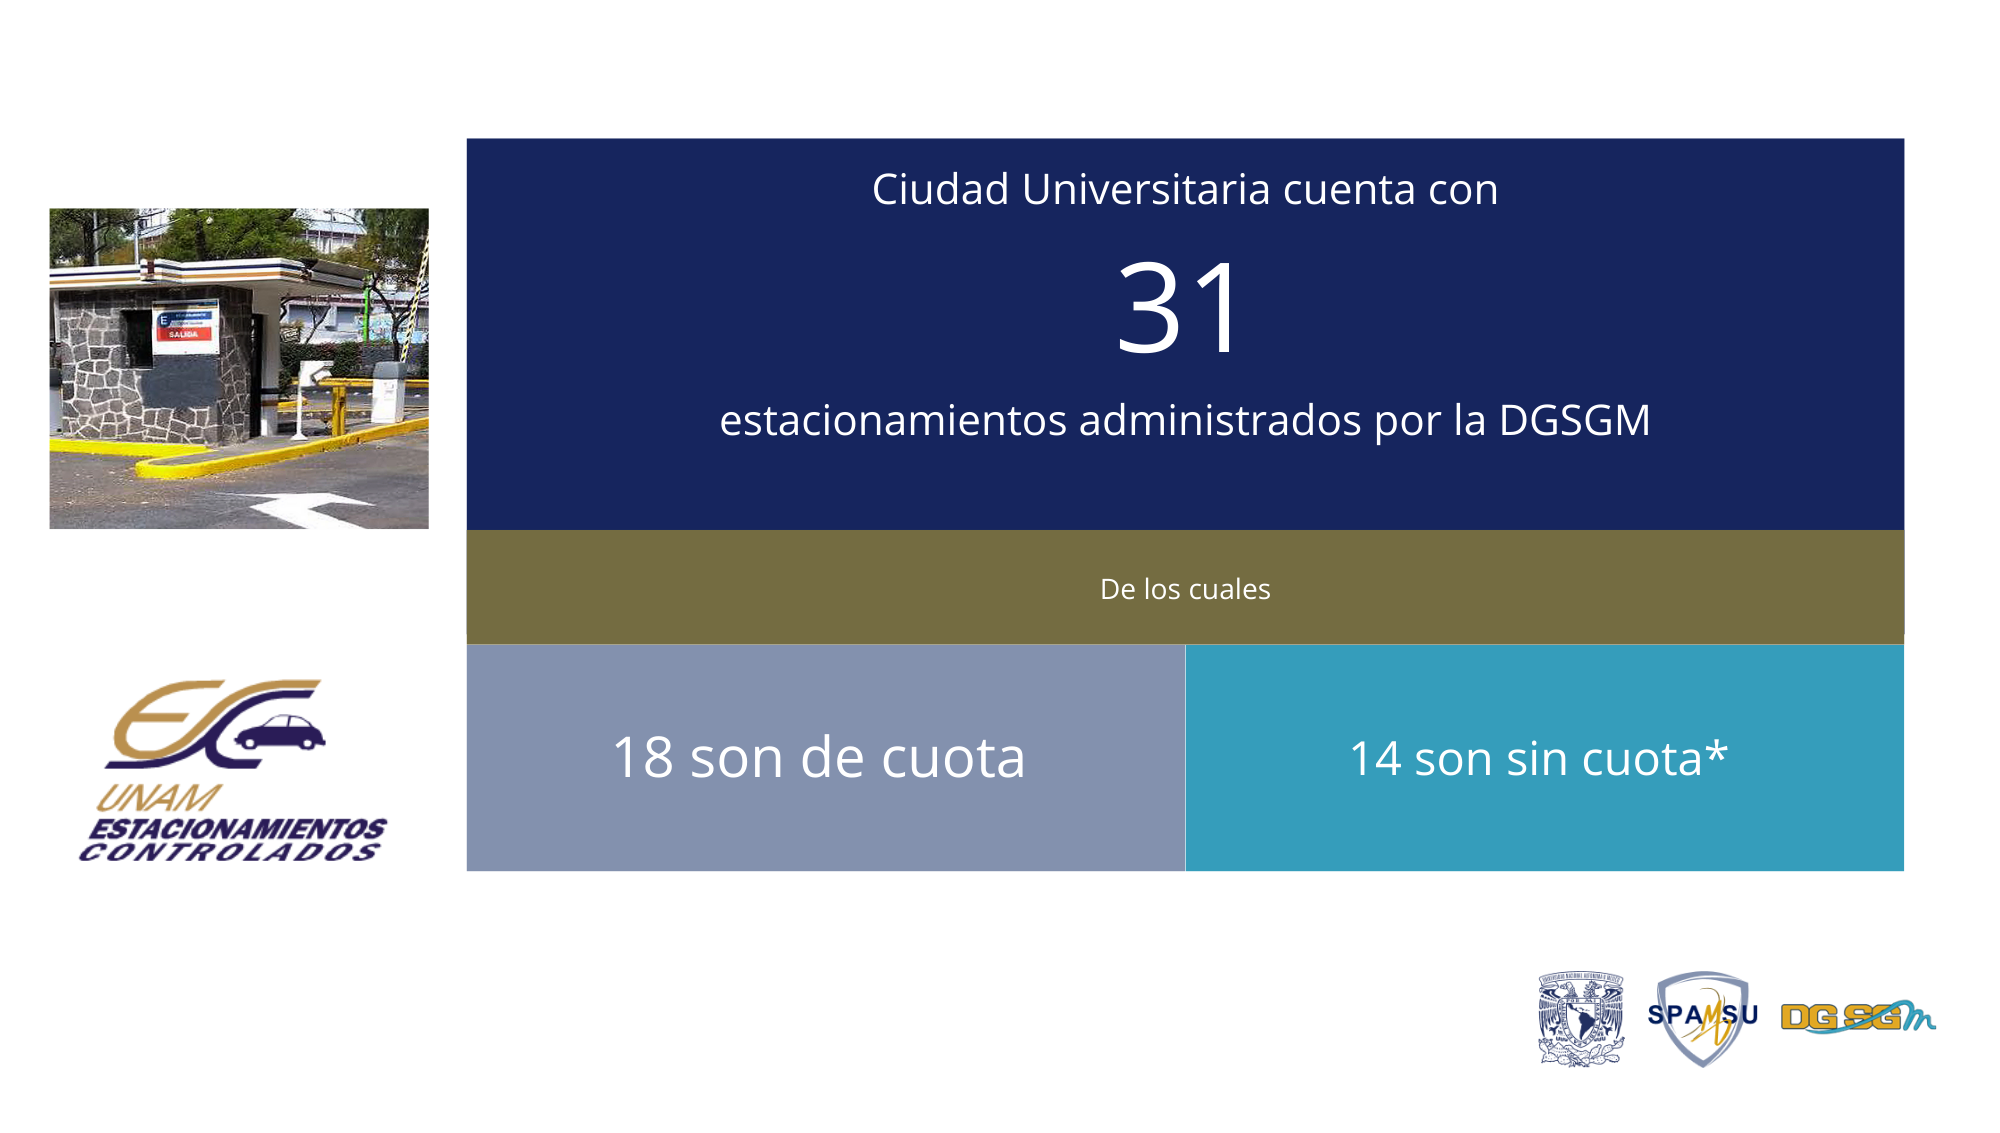 Ciudad Universitaria cuenta con
31
estacionamientos administrados por la DGSGM
De los cuales
18 son de cuota
14 son sin cuota*
E
SALIDA
UNAM
ESTACIONAMIENTOS
CONTROLADOS
SPAMSU
DGSGM